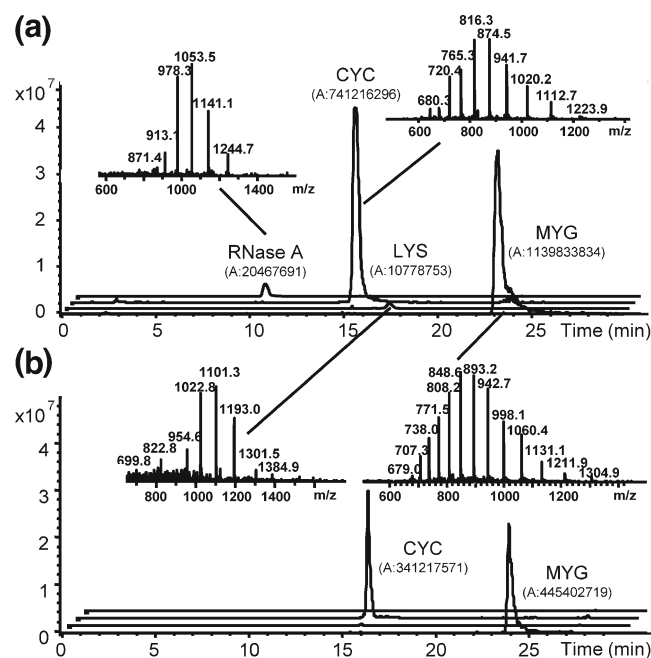 (a)
x10⁷
4
3
2
1
0
0 5 10 15 20 25 Time (min)
1053.5
978.3
1141.1
913.1
871.4
1244.7
600 1000 1400 m/z
RNase A
(A:20467691)
CYC
(A:741216296)
816.3
874.5
765.3
941.7
720.4
1020.2
680.3
1112.7
1223.9
600 800 1000 1200 m/z
LYS
(A:10778753)
MYG
(A:1139833834)
(b)
x10⁷
4
3
2
1
0
0 5 10 15 20 25 Time (min)
1101.3
1022.8
1193.0
954.6
822.8
699.8
1301.5
1384.9
800 1000 1200 1400 m/z
848.6 893.2
808.2 942.7
771.5
738.0
998.1
1060.4
707.3
1131.1
679.0
1211.9
1304.9
600 800 1000 1200 m/z
CYC
(A:341217571)
MYG
(A:445402719)